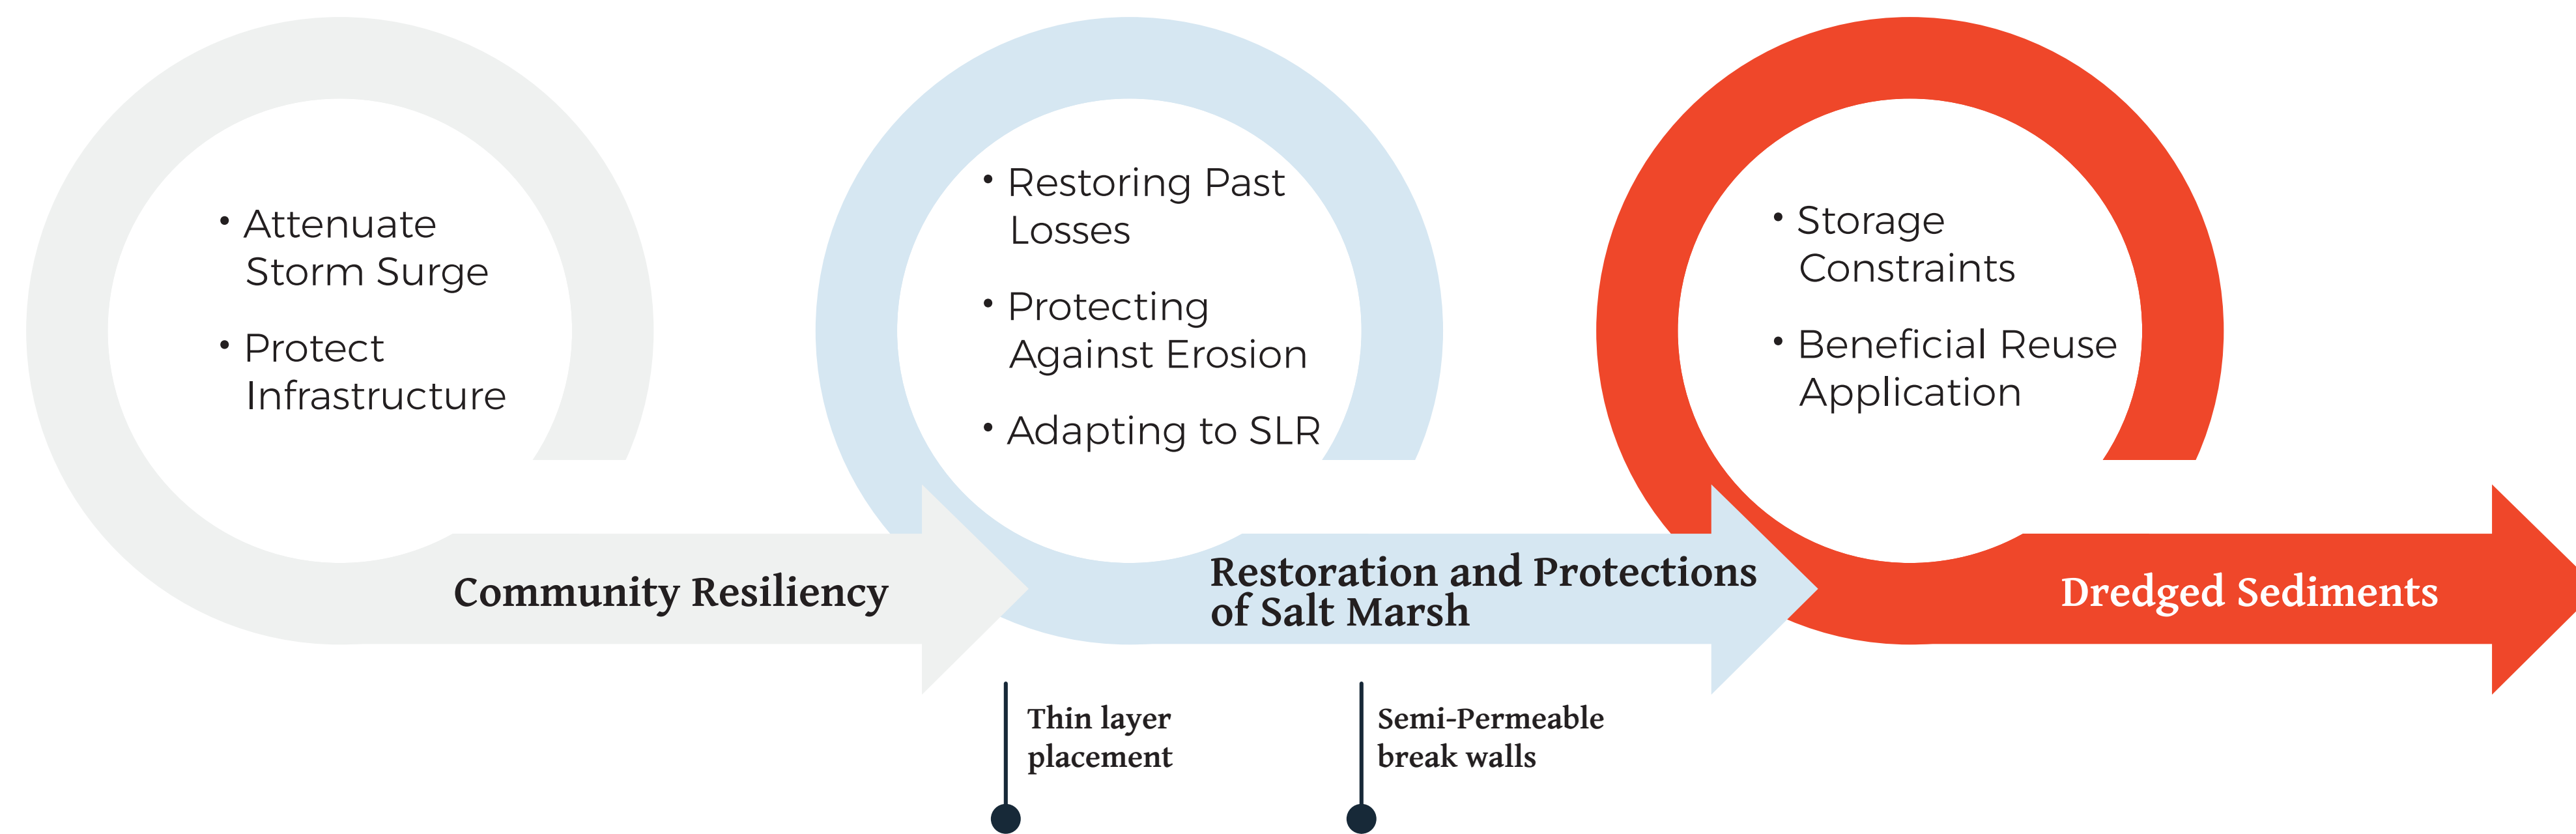 • Attenuate
Storm Surge
• Protect
Infrastructure
Community Resiliency
• Restoring Past
Losses
• Protecting
Against Erosion
• Adapting to SLR
Restoration and Protections
of Salt Marsh
Thin layer
placement
Semi-Permeable
break walls
• Storage
Constraints
• Beneficial Reuse
Application
Dredged Sediments